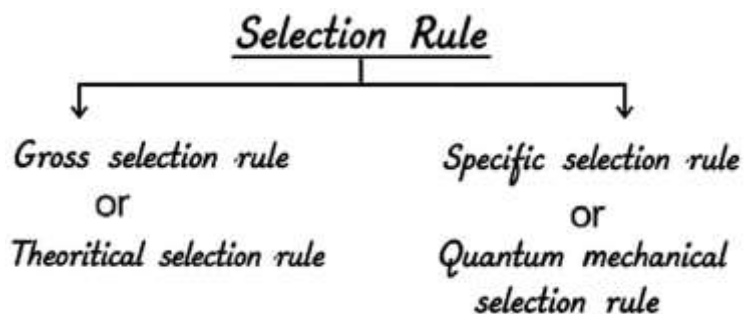 Selection Rule
Gross selection rule
or
Theoritical selection rule
Specific selection rule
or
Quantum mechanical
selection rule